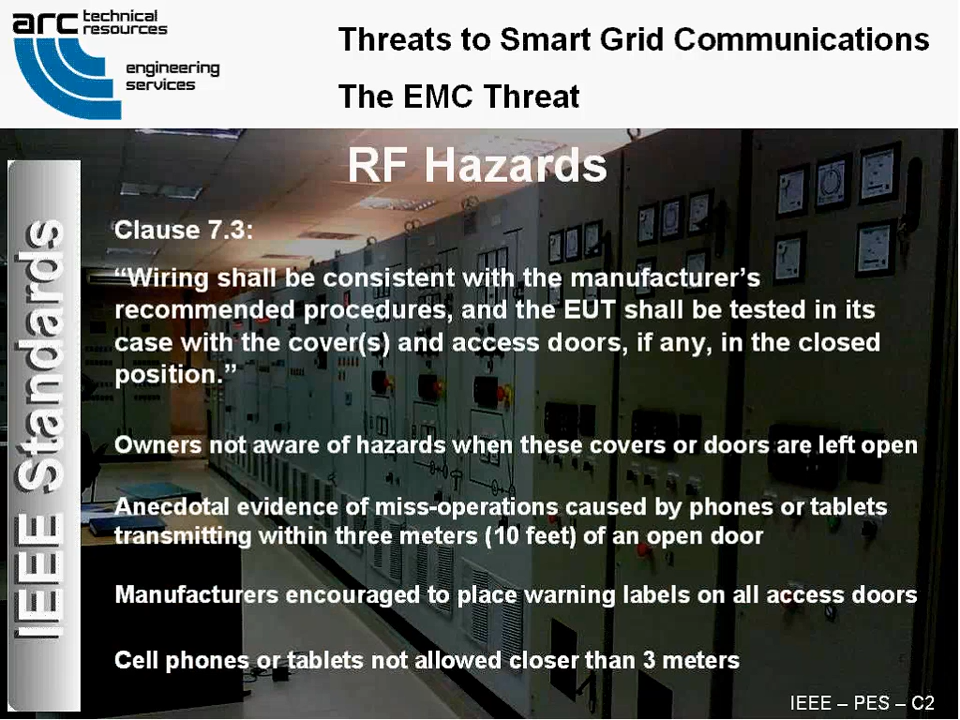 arc technical resources
engineering services
Threats to Smart Grid Communications
The EMC Threat
RF Hazards
IEEE Standards
Clause 7.3:
“Wiring shall be consistent with the manufacturer’s
recommended procedures, and the EUT shall be tested in its
case with the cover(s) and access doors, if any, in the closed
position.”
Owners not aware of hazards when these covers or doors are left open
Anecdotal evidence of miss-operations caused by phones or tablets
transmitting within three meters (10 feet) of an open door
Manufacturers encouraged to place warning labels on all access doors
Cell phones or tablets not allowed closer than 3 meters
IEEE – PES – C2